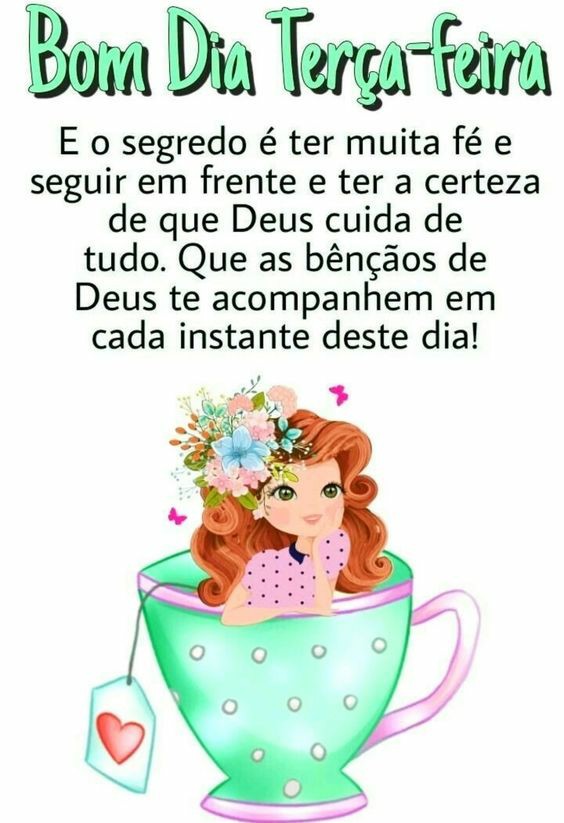 Bom Dia Terça-feira
E o segredo é ter muita fé e
seguir em frente e ter a certeza
de que Deus cuida de
tudo. Que as bênçãos de
Deus te acompanhem em
cada instante deste dia!